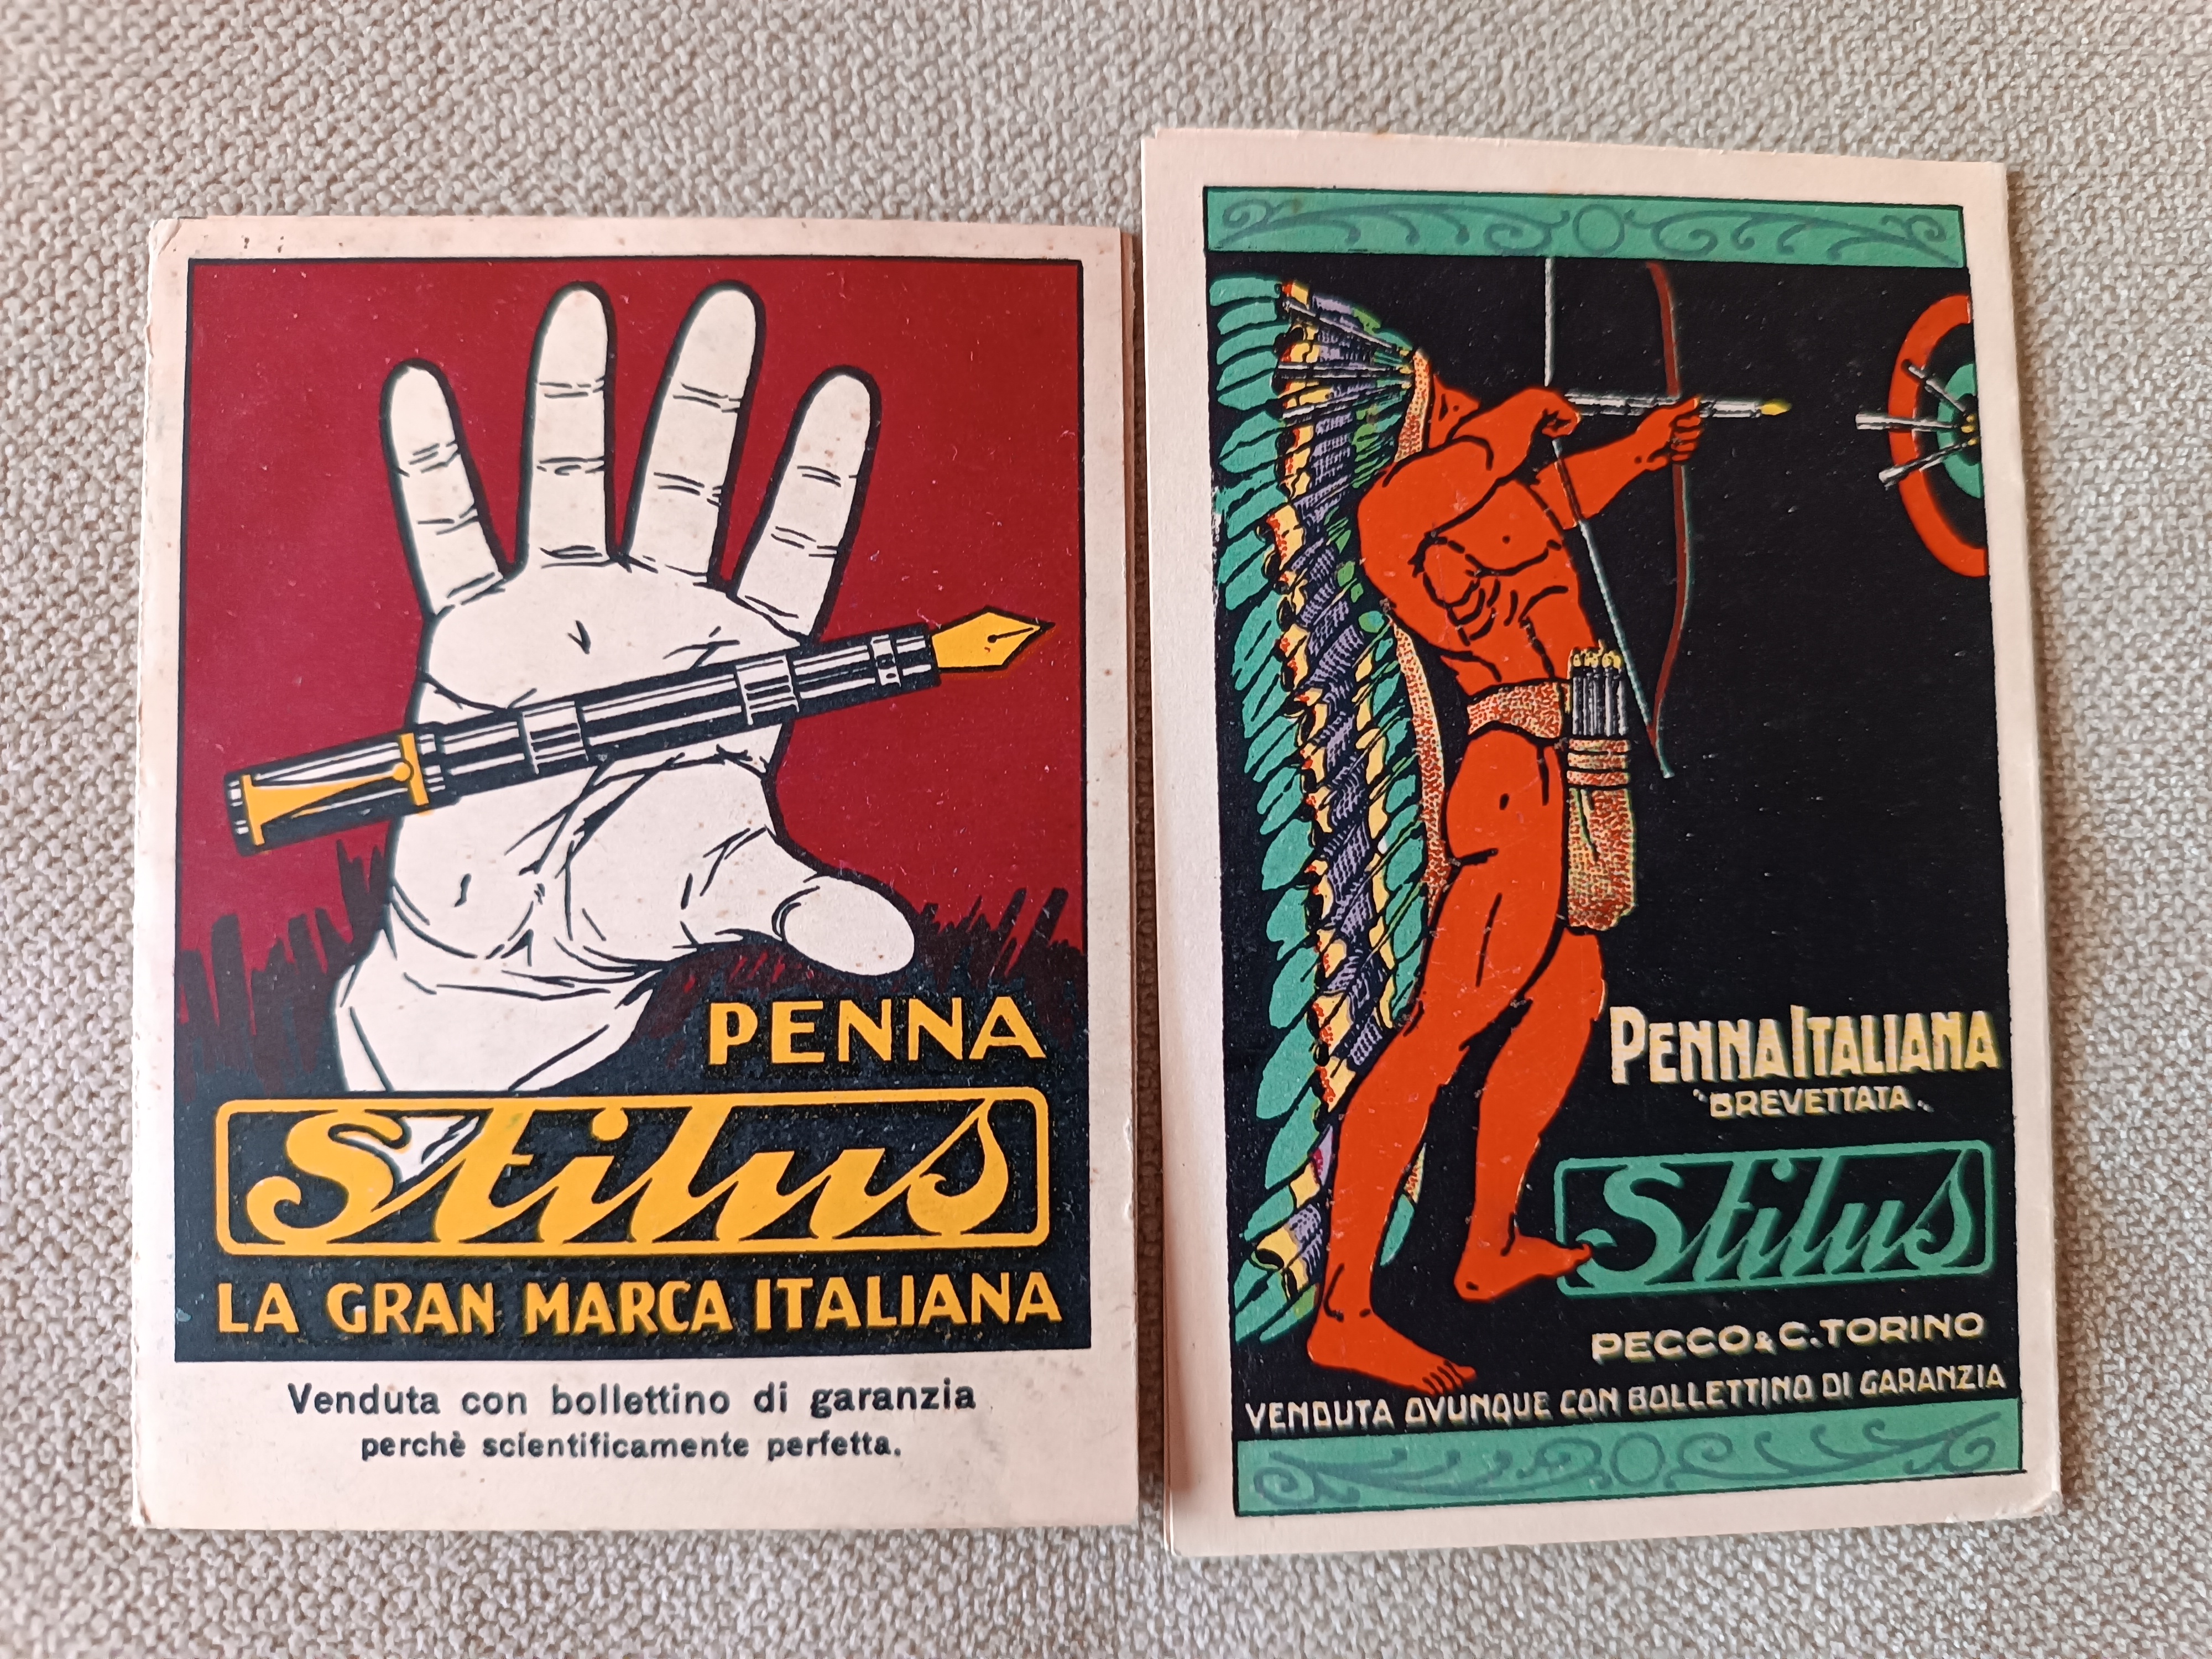 PENNA
Stilus
LA GRAN MARCA ITALIANA
Venduta con bollettino di garanzia
perchè scientificamente perfetta.
PENNA ITALIANA
"BREVETTATA"
Stilus
PECCO & C. TORINO
VENDUTA OVUNQUE CON BOLLETTINO DI GARANZIA